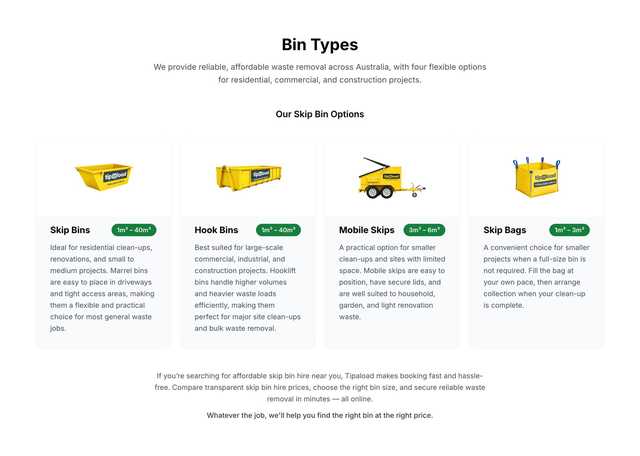 Bin Types
We provide reliable, affordable waste removal across Australia, with four flexible options
for residential, commercial, and construction projects.
Our Skip Bin Options
Skip Bins
1m³ – 40m³
Ideal for residential clean-ups,
renovations, and small to
medium projects. Marrel bins
are easy to place in driveways
and tight access areas, making
them a flexible and practical
choice for most general waste
jobs.
Hook Bins
1m³ – 40m³
Best suited for large-scale
commercial, industrial, and
construction projects. Hooklift
bins handle higher volumes
and heavier waste loads
efficiently, making them
perfect for major site clean-ups
and bulk waste removal.
Mobile Skips
3m³ – 6m³
A practical option for smaller
clean-ups and sites with limited
space. Mobile skips are easy to
position, have secure lids, and
are well suited to household,
garden, and light renovation
waste.
Skip Bags
1m³ – 3m³
A convenient choice for smaller
projects when a full-size bin is
not required. Fill the bag at
your own pace, then arrange
collection when your clean-up
is complete.
If you're searching for affordable skip bin hire near you, Tipaload makes booking fast and hassle-
free. Compare transparent skip bin hire prices, choose the right bin size, and secure reliable waste
removal in minutes — all online.
Whatever the job, we'll help you find the right bin at the right price.